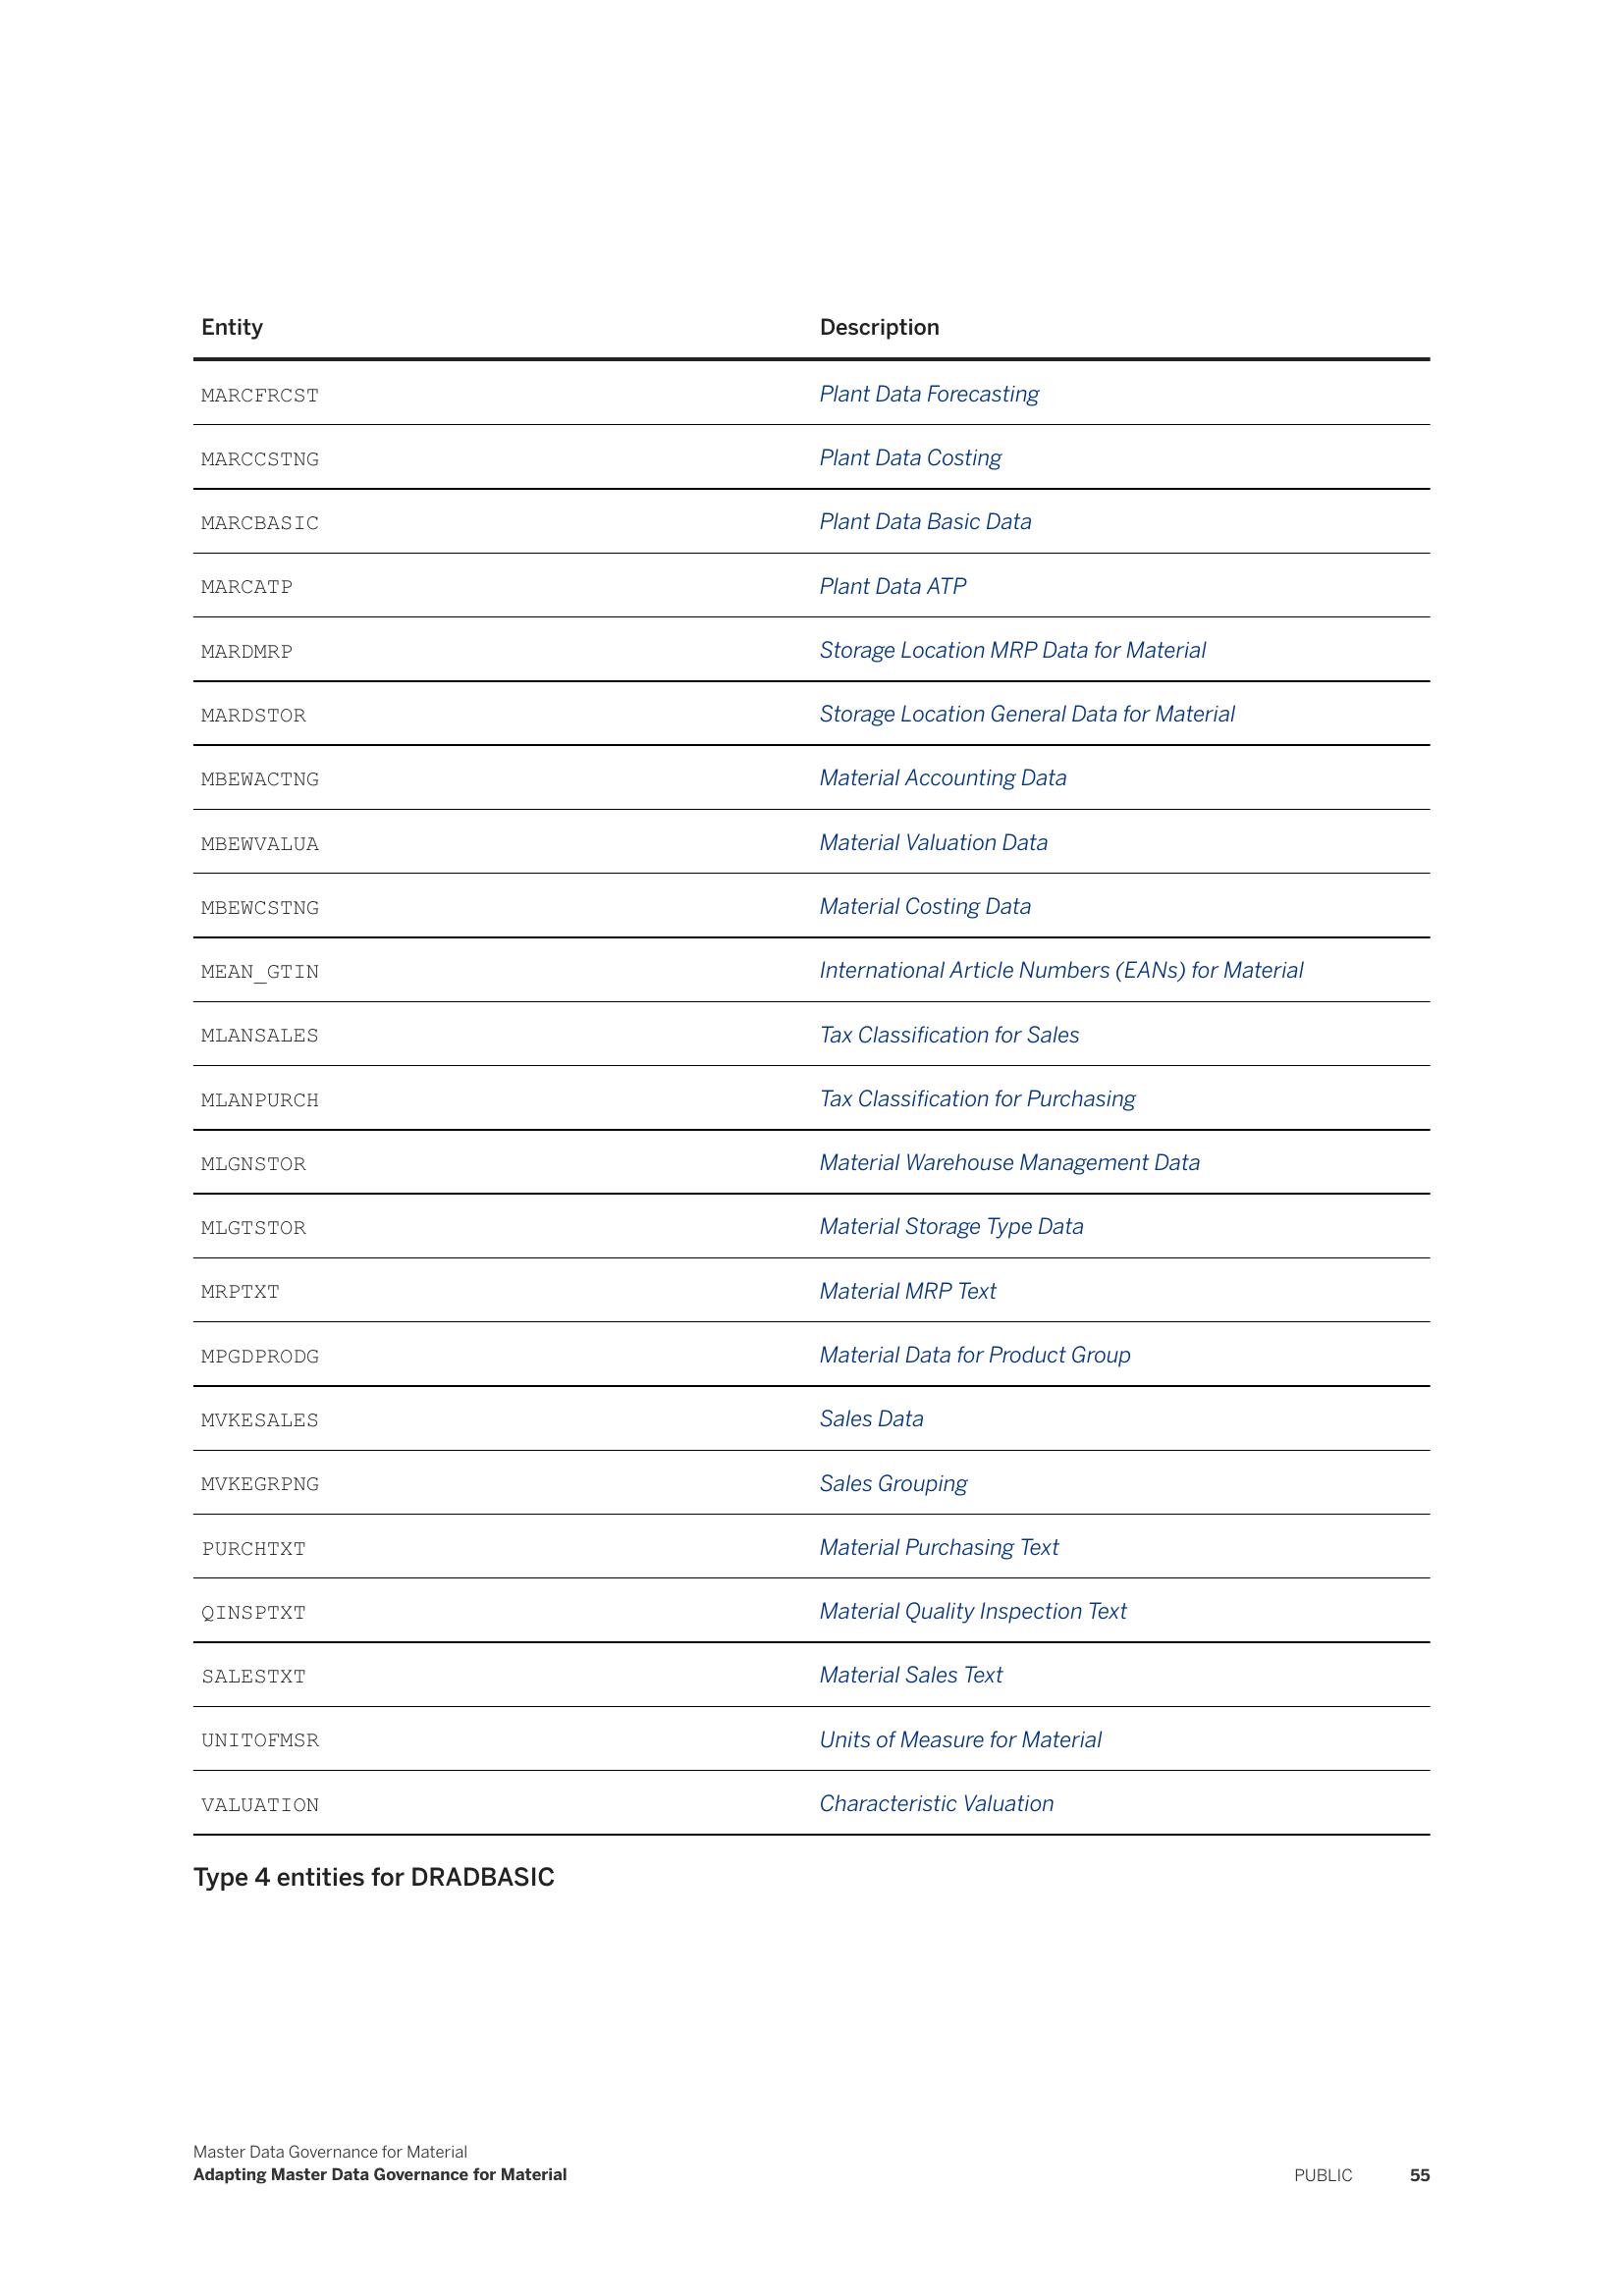 Entity Description
MARCFRCST Plant Data Forecasting
MARCCSTNG Plant Data Costing
MARCBASIC Plant Data Basic Data
MARCATP Plant Data ATP
MARDMRP Storage Location MRP Data for Material
MARDSTOR Storage Location General Data for Material
MBEWACTNG Material Accounting Data
MBEWVALUA Material Valuation Data
MBEWCSTNG Material Costing Data
MEAN_GTIN International Article Numbers (EANs) for Material
MLANSALES Tax Classification for Sales
MLANPURCH Tax Classification for Purchasing
MLGNSTOR Material Warehouse Management Data
MLGTSTOR Material Storage Type Data
MRPTXT Material MRP Text
MPGDPRODG Material Data for Product Group
MVKESALES Sales Data
MVKEGRPNG Sales Grouping
PURCHTXT Material Purchasing Text
QINSPTXT Material Quality Inspection Text
SALESTXT Material Sales Text
UNITOFMSR Units of Measure for Material
VALUATION Characteristic Valuation
Type 4 entities for DRADBASIC
Master Data Governance for Material
Adapting Master Data Governance for Material PUBLIC 55